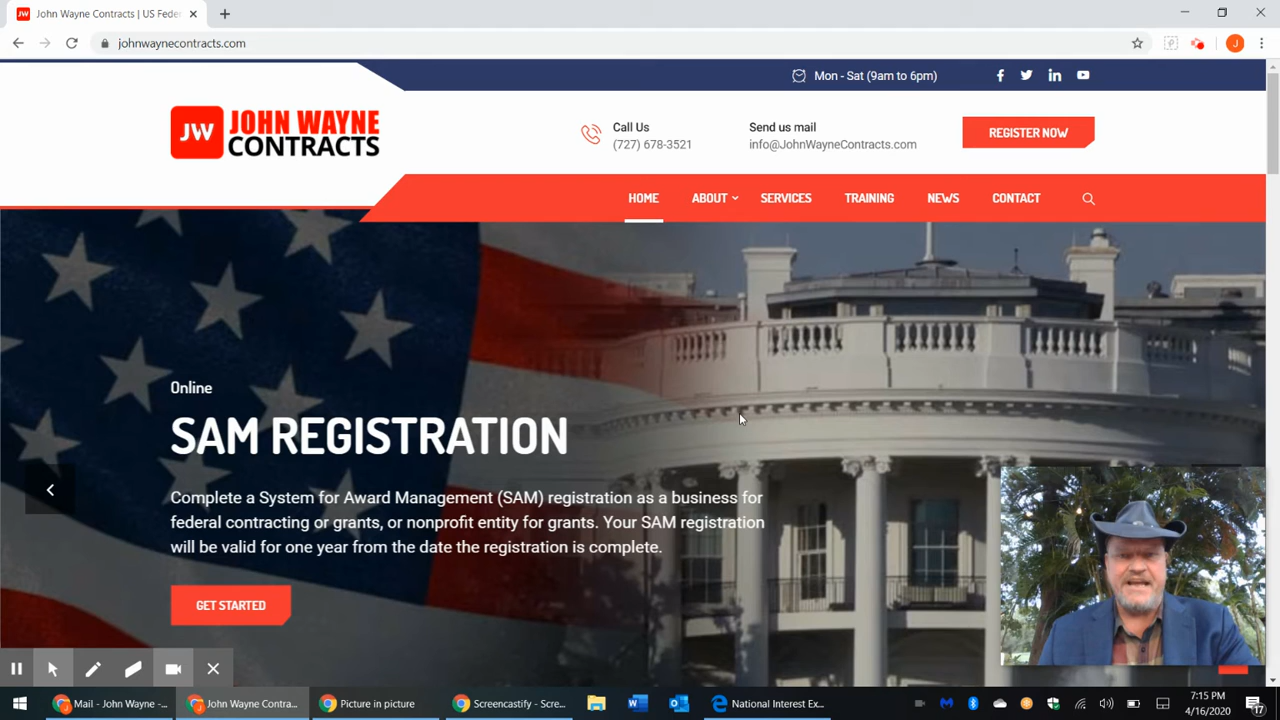 JW John Wayne Contracts | US Feder
johnwaynecontracts.com
J
Mon - Sat (9am to 6pm)
JW JOHN WAYNE
CONTRACTS
Call Us
(727) 678-3521
Send us mail
info@JohnWayneContracts.com
REGISTER NOW
HOME
ABOUT
SERVICES
TRAINING
NEWS
CONTACT
Online
SAM REGISTRATION
Complete a System for Award Management (SAM) registration as a business for
federal contracting or grants, or nonprofit entity for grants. Your SAM registration
will be valid for one year from the date the registration is complete.
GET STARTED
Mail - John Wayne -...
John Wayne Contra...
Picture in picture
Screencastify - Scre...
National Interest Ex...
7:15 PM
4/16/2020
17